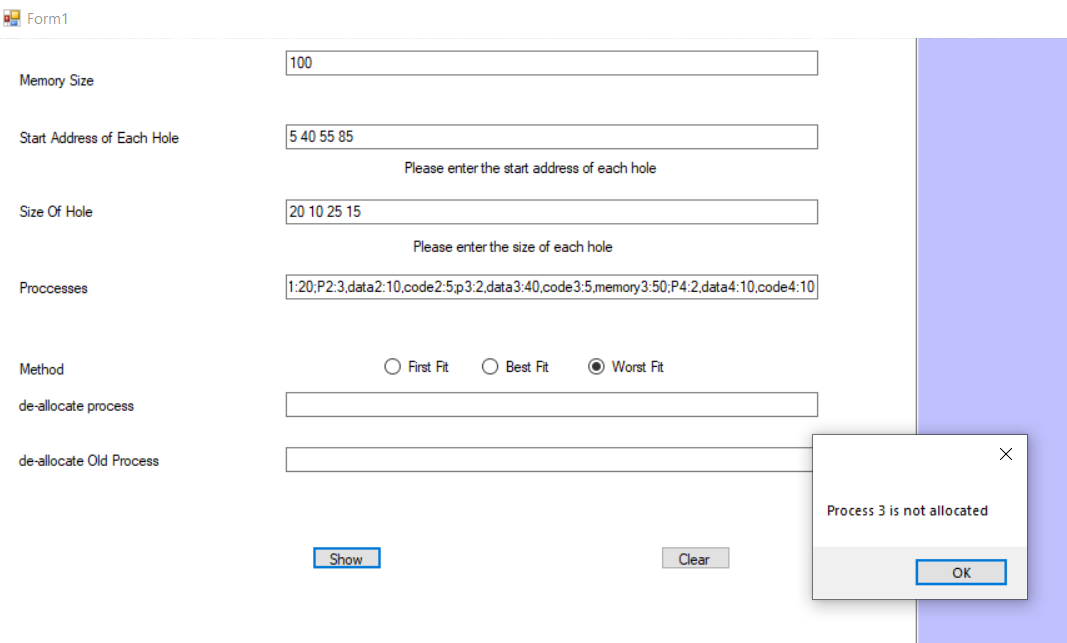 Form1
Memory Size
100
Start Address of Each Hole
5 40 55 85
Please enter the start address of each hole
Size Of Hole
20 10 25 15
Please enter the size of each hole
Proccesses
1:20;P2:3,data2:10,code2:5;p3:2,data3:40,code3:5,memory3:50;P4:2,data4:10,code4:10
Method
First Fit
Best Fit
Worst Fit
de-allocate process
de-allocate Old Process
Process 3 is not allocated
OK
Show
Clear